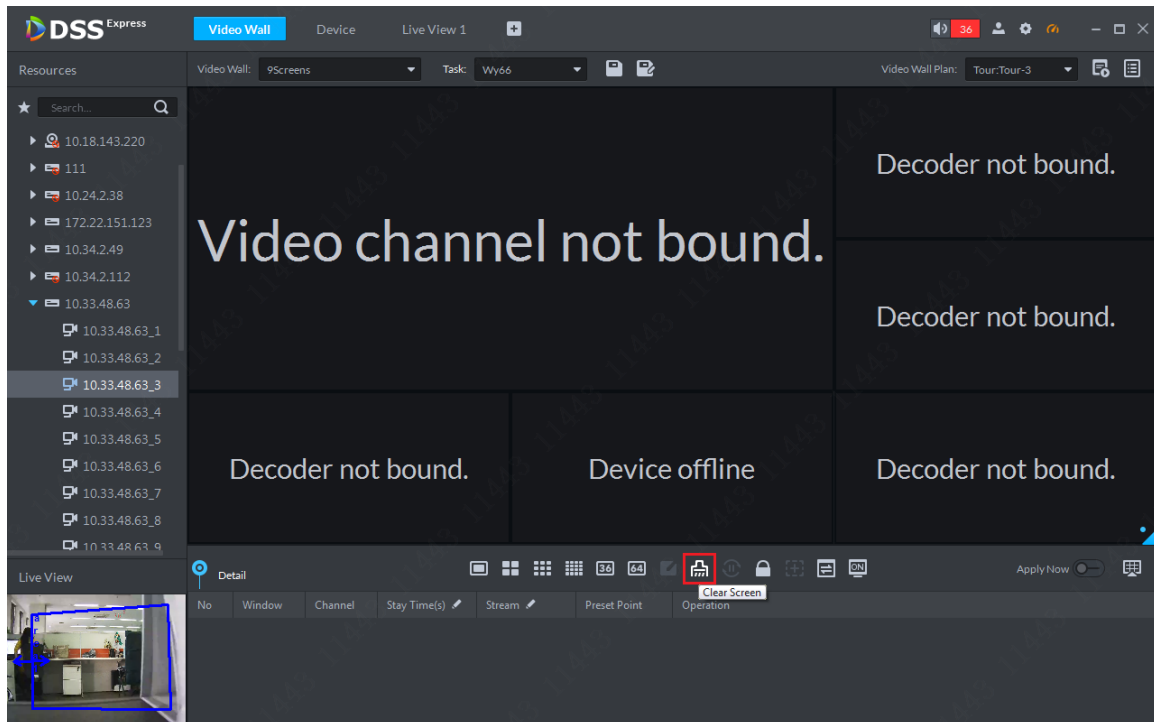 DSS Express
Video Wall
Device
Live View 1
36
Resources
Video Wall: 9Screens
Task: Wy66
Video Wall Plan: Tour:Tour-3
Search...
10.18.143.220
111
10.24.2.38
172.22.151.123
10.34.2.49
10.34.2.112
10.33.48.63
10.33.48.63_1
10.33.48.63_2
10.33.48.63_3
10.33.48.63_4
10.33.48.63_5
10.33.48.63_6
10.33.48.63_7
10.33.48.63_8
10.33.48.63_9
Video channel not bound.
Decoder not bound.
Decoder not bound.
Decoder not bound.
Device offline
Decoder not bound.
Live View
Detail
36
64
ON
Apply Now
Clear Screen
No Window Channel Stay Time(s) Stream Preset Point Operation